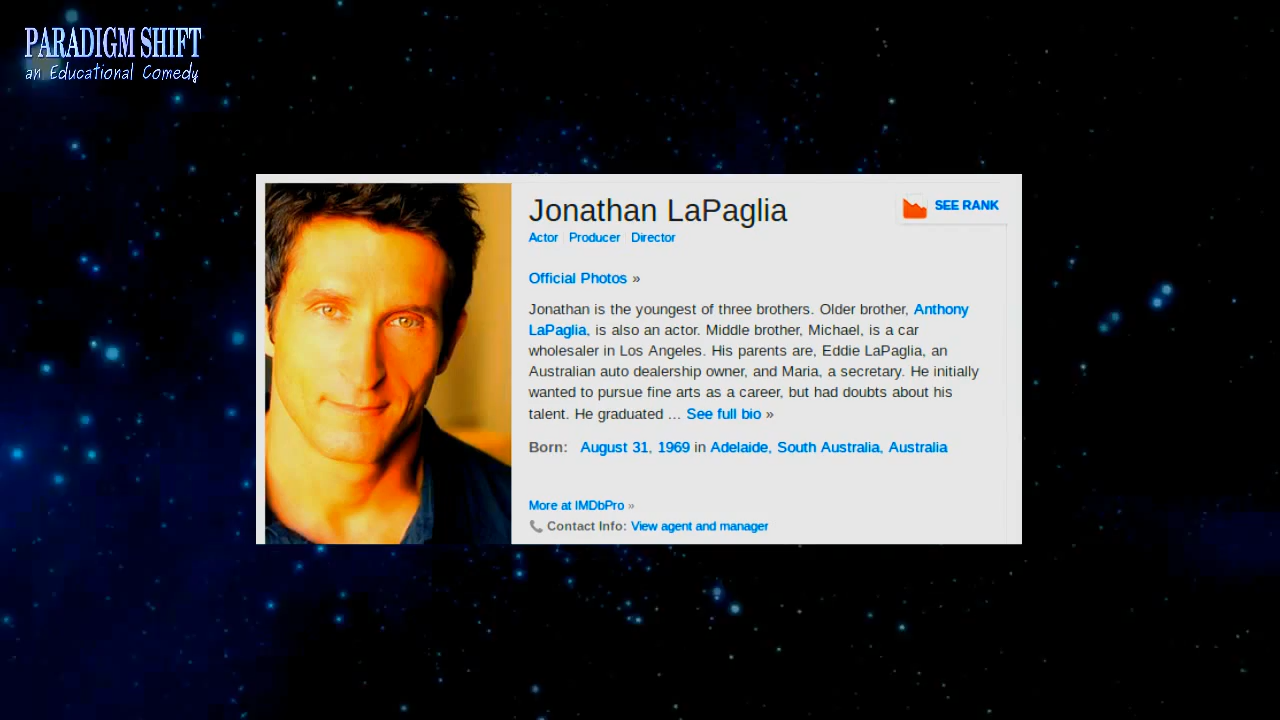 PARADIGM SHIFT
an Educational Comedy
Jonathan LaPaglia
SEE RANK
Actor | Producer | Director
Official Photos »
Jonathan is the youngest of three brothers. Older brother, Anthony
LaPaglia, is also an actor. Middle brother, Michael, is a car
wholesaler in Los Angeles. His parents are, Eddie LaPaglia, an
Australian auto dealership owner, and Maria, a secretary. He initially
wanted to pursue fine arts as a career, but had doubts about his
talent. He graduated ... See full bio »
Born: August 31, 1969 in Adelaide, South Australia, Australia
More at IMDbPro »
Contact Info: View agent and manager